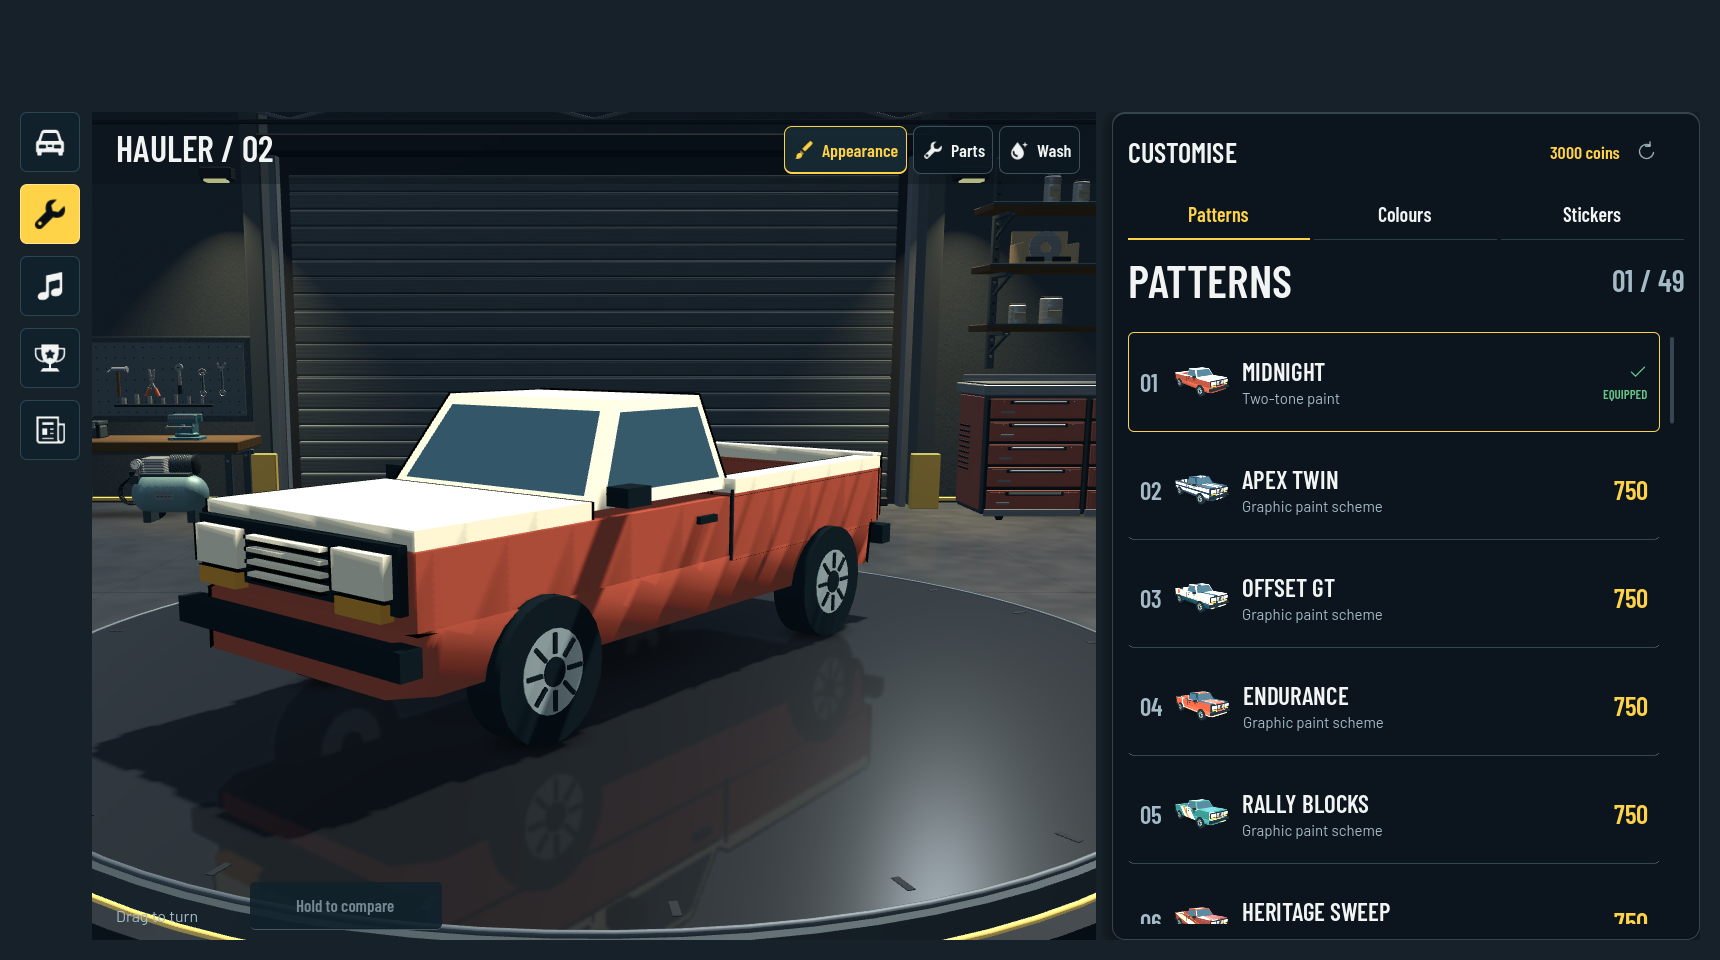 HAULER / 02
Appearance
Parts
Wash
Drag to turn
Hold to compare
CUSTOMISE
3000 coins
Patterns
Colours
Stickers
PATTERNS
01 / 49
01
MIDNIGHT
Two-tone paint
EQUIPPED
02
APEX TWIN
Graphic paint scheme
750
03
OFFSET GT
Graphic paint scheme
750
04
ENDURANCE
Graphic paint scheme
750
05
RALLY BLOCKS
Graphic paint scheme
750
06
HERITAGE SWEEP
750